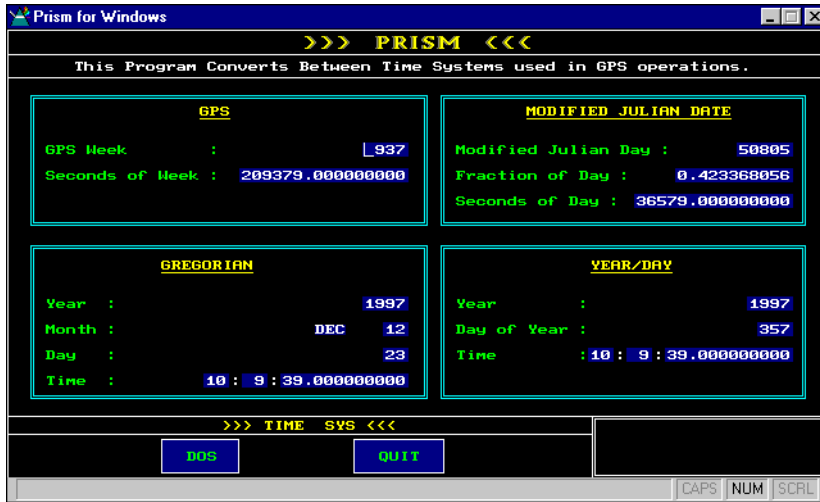 Prism for Windows
>>> PRISM <<<
This Program Converts Between Time Systems used in GPS operations.
GPS
GPS Week : 937
Seconds of Week : 209379.000000000
MODIFIED JULIAN DATE
Modified Julian Day : 50805
Fraction of Day : 0.423368056
Seconds of Day : 36579.000000000
GREGORIAN
Year : 1997
Month : DEC 12
Day : 23
Time : 10 : 9 : 39.000000000
YEAR/DAY
Year : 1997
Day of Year : 357
Time : 10 : 9 : 39.000000000
>>> TIME SYS <<<
DOS
QUIT
CAPS NUM SCRL